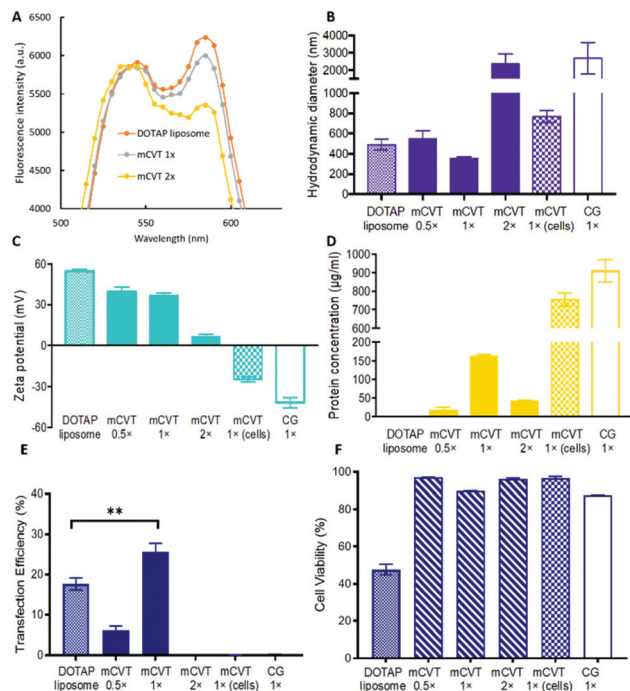 A
Fluorescence intensity (a.u.)
6500
6000
5500
5000
4500
4000
DOTAP liposome
mCVT 1x
mCVT 2x
500
550
600
Wavelength (nm)
B
Hydrodynamic diameter (nm)
4000
3000
2000
1000
800
600
400
200
0
DOTAP mCVT mCVT mCVT mCVT CG
liposome 0.5× 1× 2× 1× (cells) 1×
C
Zeta potential (mV)
60
30
0
-30
-60
DOTAP mCVT mCVT mCVT mCVT CG
liposome 0.5× 1× 2× 1× (cells) 1×
D
Protein concentration (µg/ml)
1000
900
800
700
200
150
100
50
0
DOTAP mCVT mCVT mCVT mCVT CG
liposome 0.5× 1× 2× 1× (cells) 1×
E
Transfection Efficiency (%)
40
30
20
10
0
**
DOTAP mCVT mCVT mCVT mCVT CG
liposome 0.5× 1× 2× 1× (cells) 1×
F
Cell Viability (%)
100
80
60
40
20
0
DOTAP mCVT mCVT mCVT mCVT CG
liposome 0.5× 1× 2× 1× (cells) 1×